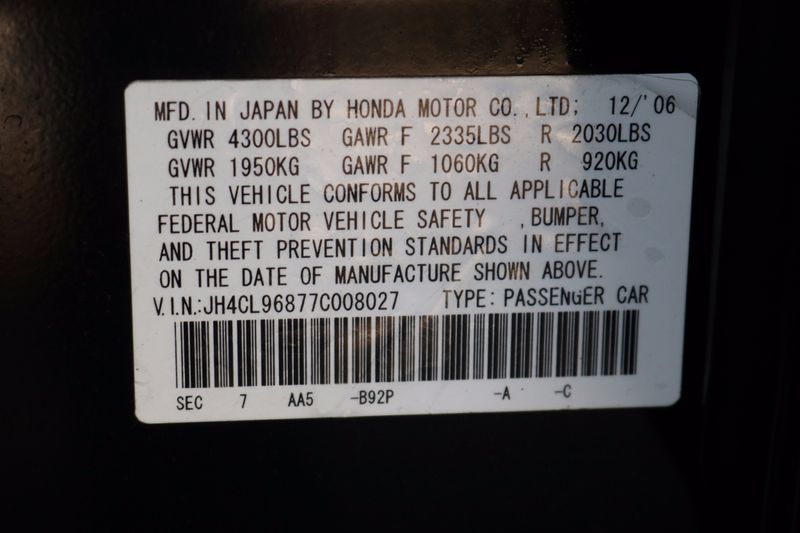 MFD. IN JAPAN BY HONDA MOTOR CO.,LTD; 12/'06
GVWR 4300LBS GAWR F 2335LBS R 2030LBS
GVWR 1950KG GAWR F 1060KG R 920KG
THIS VEHICLE CONFORMS TO ALL APPLICABLE
FEDERAL MOTOR VEHICLE SAFETY ,BUMPER,
AND THEFT PREVENTION STANDARDS IN EFFECT
ON THE DATE OF MANUFACTURE SHOWN ABOVE.
V.I.N.:JH4CL96877C008027 TYPE: PASSENGER CAR
SEC 7 AA5 -B92P -A -C